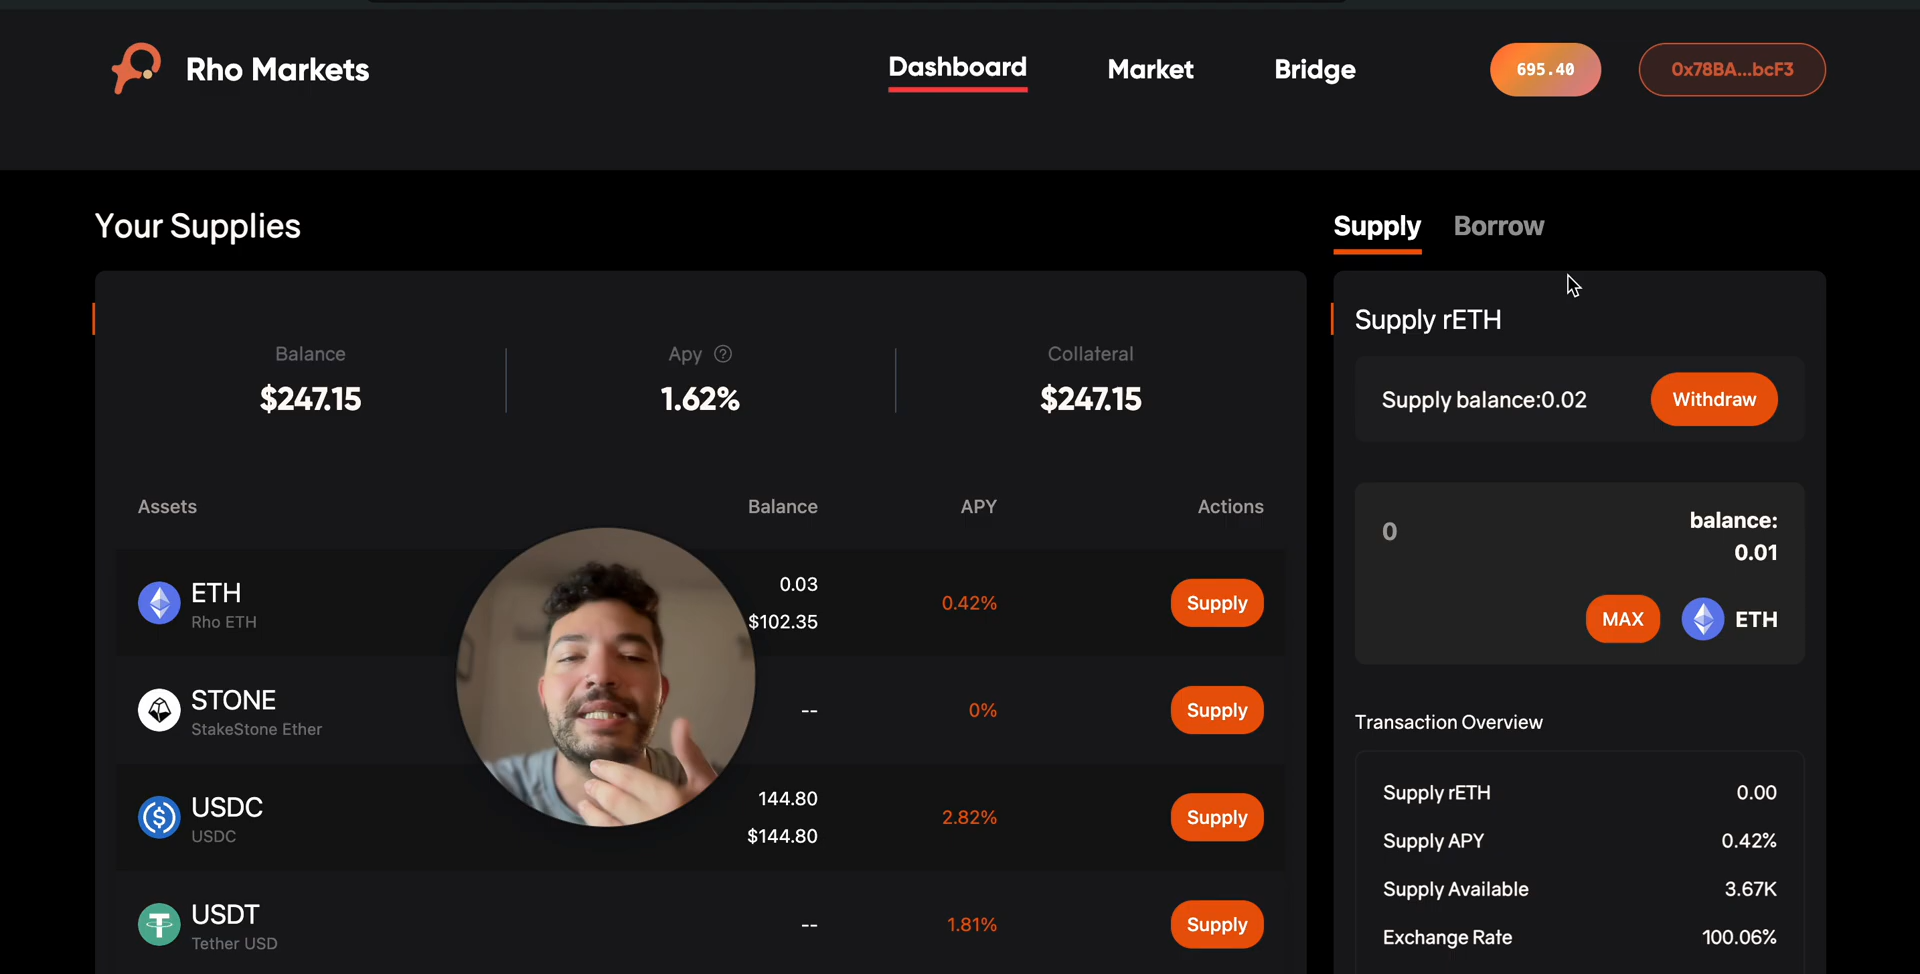 Rho Markets
Dashboard
Market
Bridge
695.40
0x78BA...bcF3
Your Supplies
Supply
Borrow
Balance
$247.15
Apy ?
1.62%
Collateral
$247.15
Assets
Balance
APY
Actions
ETH
Rho ETH
0.03
$102.35
0.42%
Supply
STONE
StakeStone Ether
--
0%
Supply
USDC
USDC
144.80
$144.80
2.82%
Supply
USDT
Tether USD
--
1.81%
Supply
Supply rETH
Supply balance:0.02
Withdraw
0
balance:
0.01
MAX
ETH
Transaction Overview
Supply rETH
0.00
Supply APY
0.42%
Supply Available
3.67K
Exchange Rate
100.06%